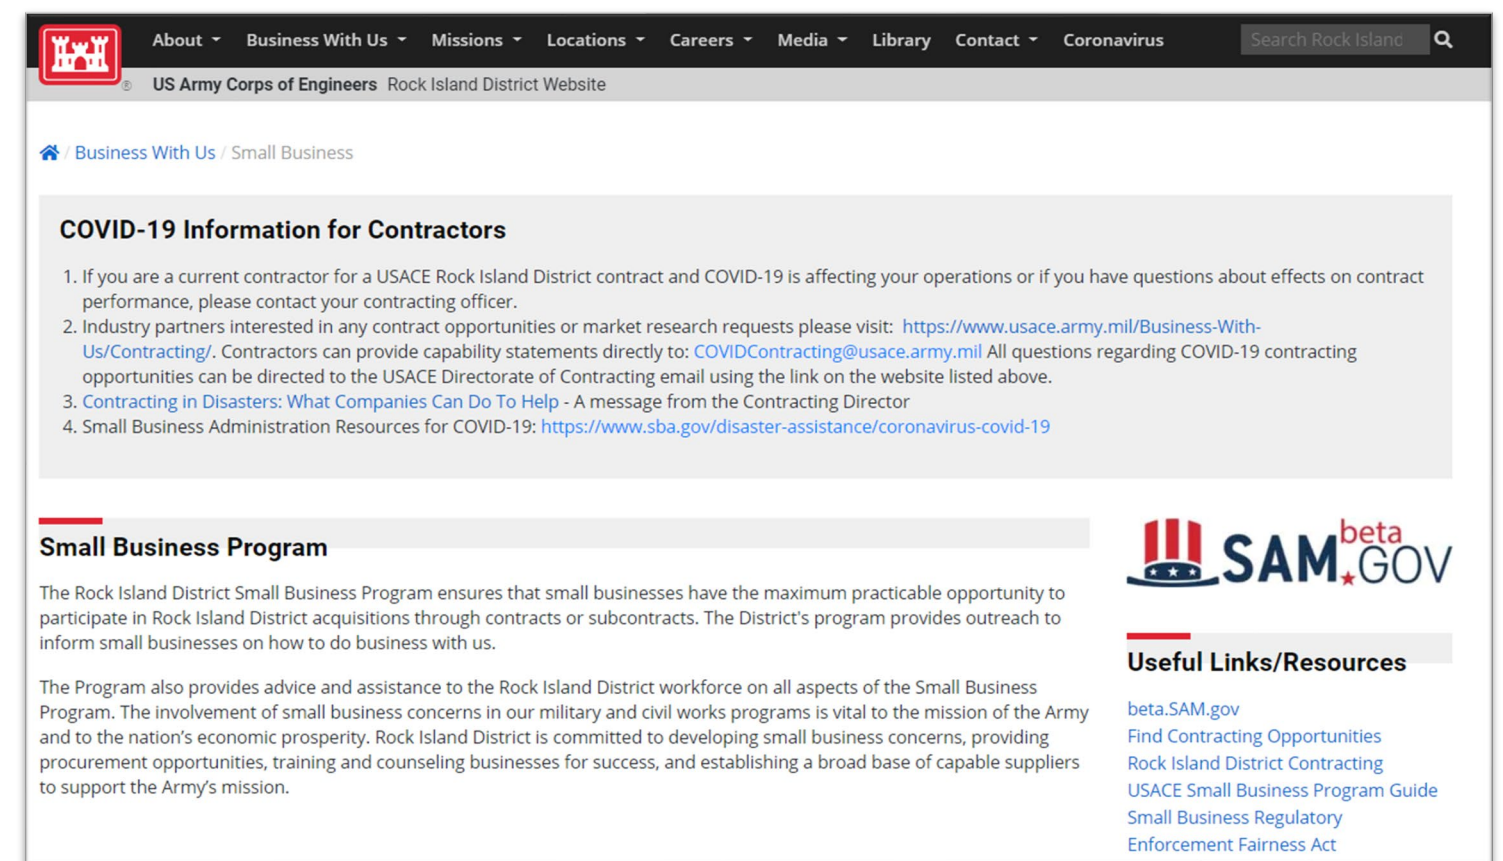 About Business With Us Missions Locations Careers Media Library Contact Coronavirus Search Rock Island
® US Army Corps of Engineers Rock Island District Website
/ Business With Us / Small Business
COVID-19 Information for Contractors
1. If you are a current contractor for a USACE Rock Island District contract and COVID-19 is affecting your operations or if you have questions about effects on contract
performance, please contact your contracting officer.
2. Industry partners interested in any contract opportunities or market research requests please visit: https://www.usace.army.mil/Business-With-
Us/Contracting/. Contractors can provide capability statements directly to: COVIDContracting@usace.army.mil All questions regarding COVID-19 contracting
opportunities can be directed to the USACE Directorate of Contracting email using the link on the website listed above.
3. Contracting in Disasters: What Companies Can Do To Help - A message from the Contracting Director
4. Small Business Administration Resources for COVID-19: https://www.sba.gov/disaster-assistance/coronavirus-covid-19
Small Business Program
The Rock Island District Small Business Program ensures that small businesses have the maximum practicable opportunity to
participate in Rock Island District acquisitions through contracts or subcontracts. The District's program provides outreach to
inform small businesses on how to do business with us.
The Program also provides advice and assistance to the Rock Island District workforce on all aspects of the Small Business
Program. The involvement of small business concerns in our military and civil works programs is vital to the mission of the Army
and to the nation's economic prosperity. Rock Island District is committed to developing small business concerns, providing
procurement opportunities, training and counseling businesses for success, and establishing a broad base of capable suppliers
to support the Army's mission.
beta
SAM.GOV
Useful Links/Resources
beta.SAM.gov
Find Contracting Opportunities
Rock Island District Contracting
USACE Small Business Program Guide
Small Business Regulatory
Enforcement Fairness Act